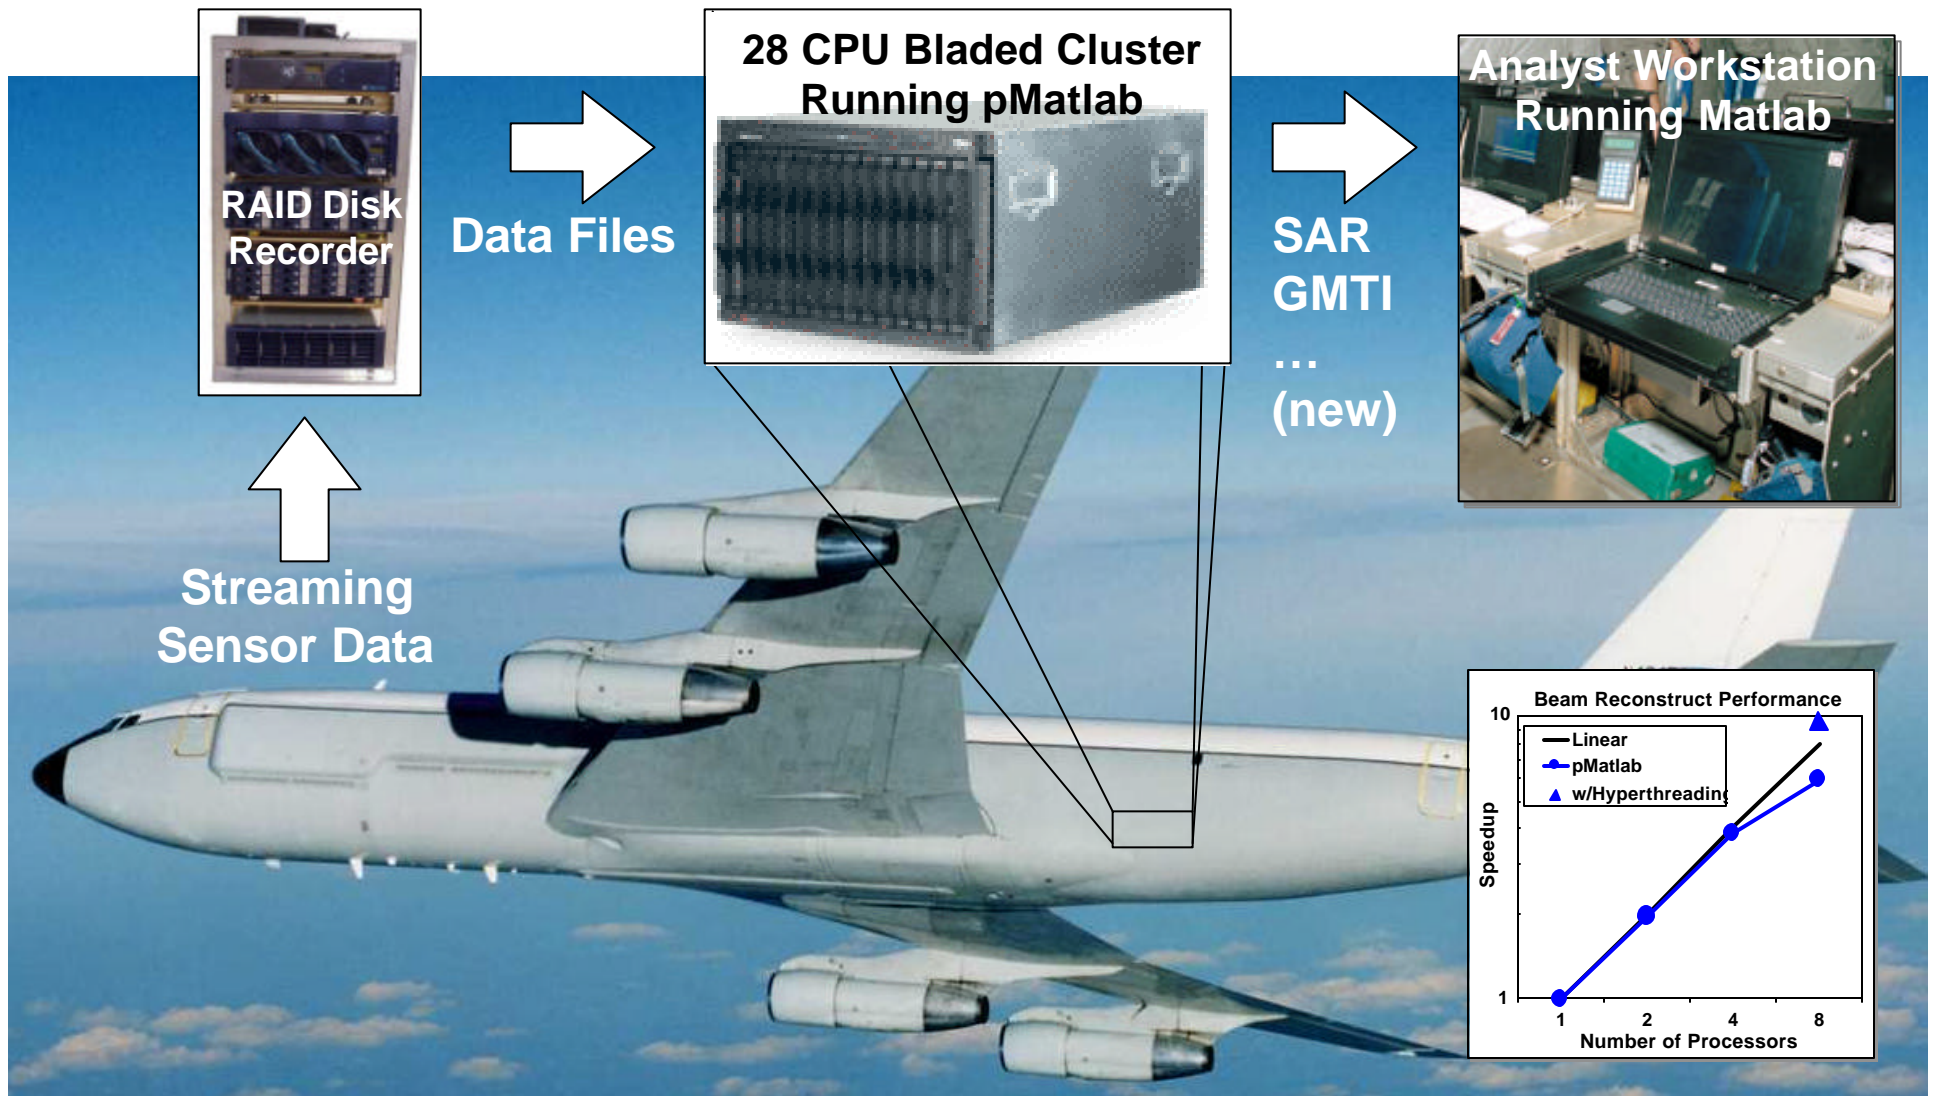 28 CPU Bladed Cluster
Running pMatlab
Analyst Workstation
Running Matlab
RAID Disk
Recorder
Data Files
SAR
GMTI
...
(new)
Streaming
Sensor Data
Beam Reconstruct Performance
10
Linear
pMatlab
w/Hyperthreading
Speedup
1
1 2 4 8
Number of Processors